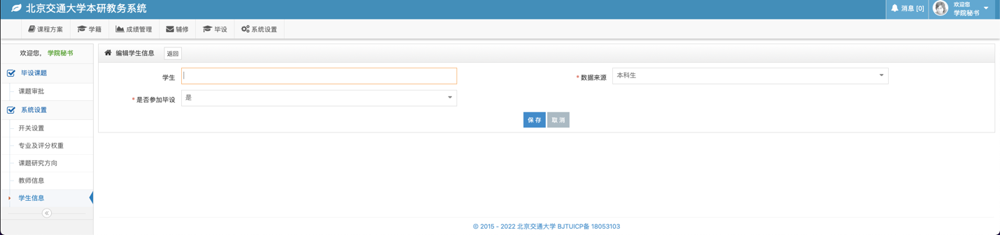 北京交通大学本研教务系统
消息 [0]
欢迎您
学院秘书
课程方案 学籍 成绩管理 辅修 毕设 系统设置
欢迎您, 学院秘书
毕设课题
课题审批
系统设置
开关设置
专业及评分权重
课题研究方向
教师信息
学生信息
编辑学生信息 返回
学生
* 数据来源 本科生
* 是否参加毕设 是
保 存 取 消
© 2015 - 2022 北京交通大学 BJTUICP备 18053103